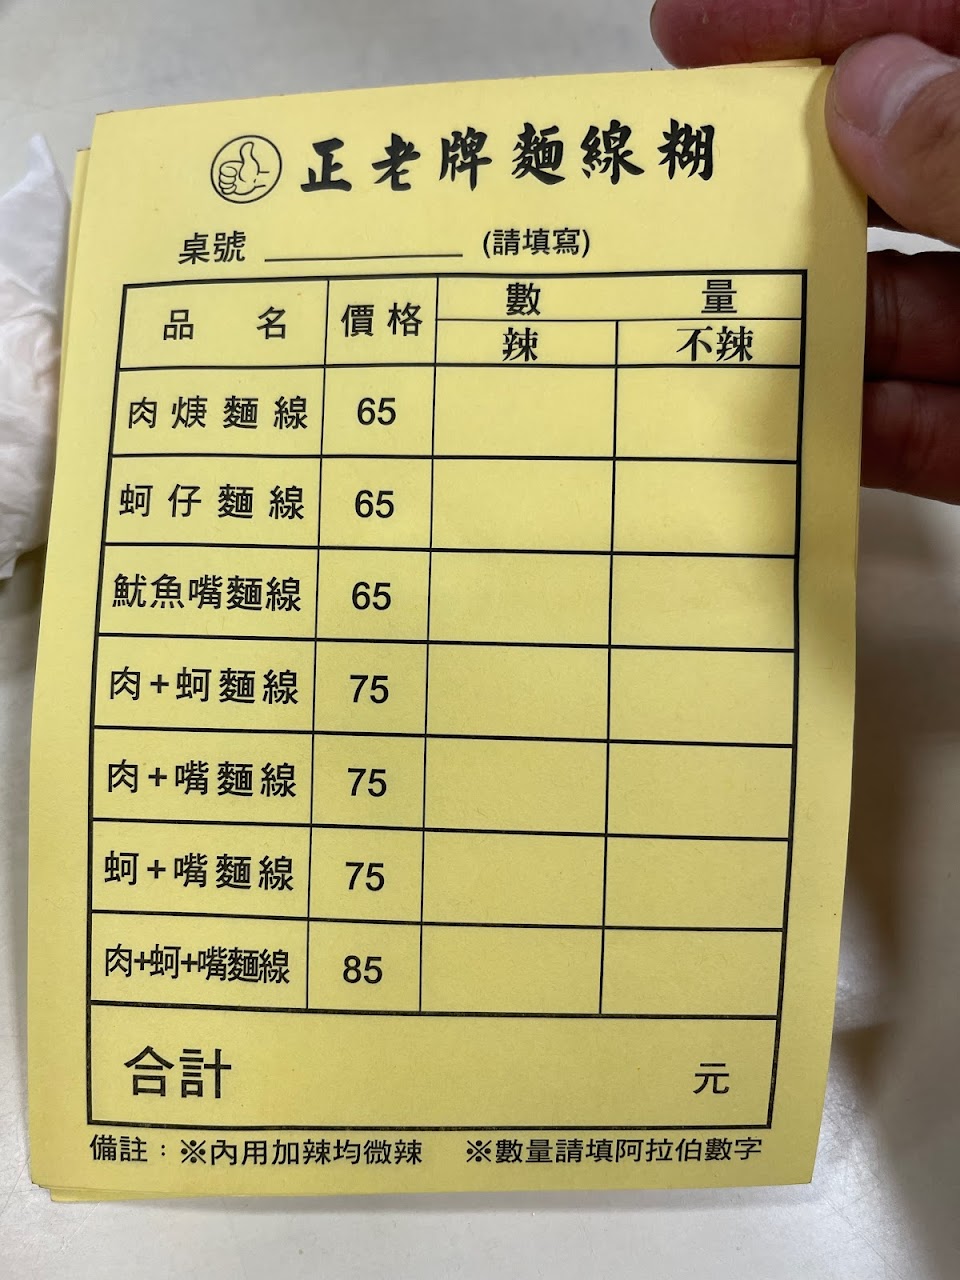 正老牌麵線糊
桌號 ________ (請填寫)
品名 價格 數量
辣 不辣
肉焿麵線 65
蚵仔麵線 65
魷魚嘴麵線 65
肉+蚵麵線 75
肉+嘴麵線 75
蚵+嘴麵線 75
肉+蚵+嘴麵線 85
合計 元
備註：※內用加辣均微辣 ※數量請填阿拉伯數字